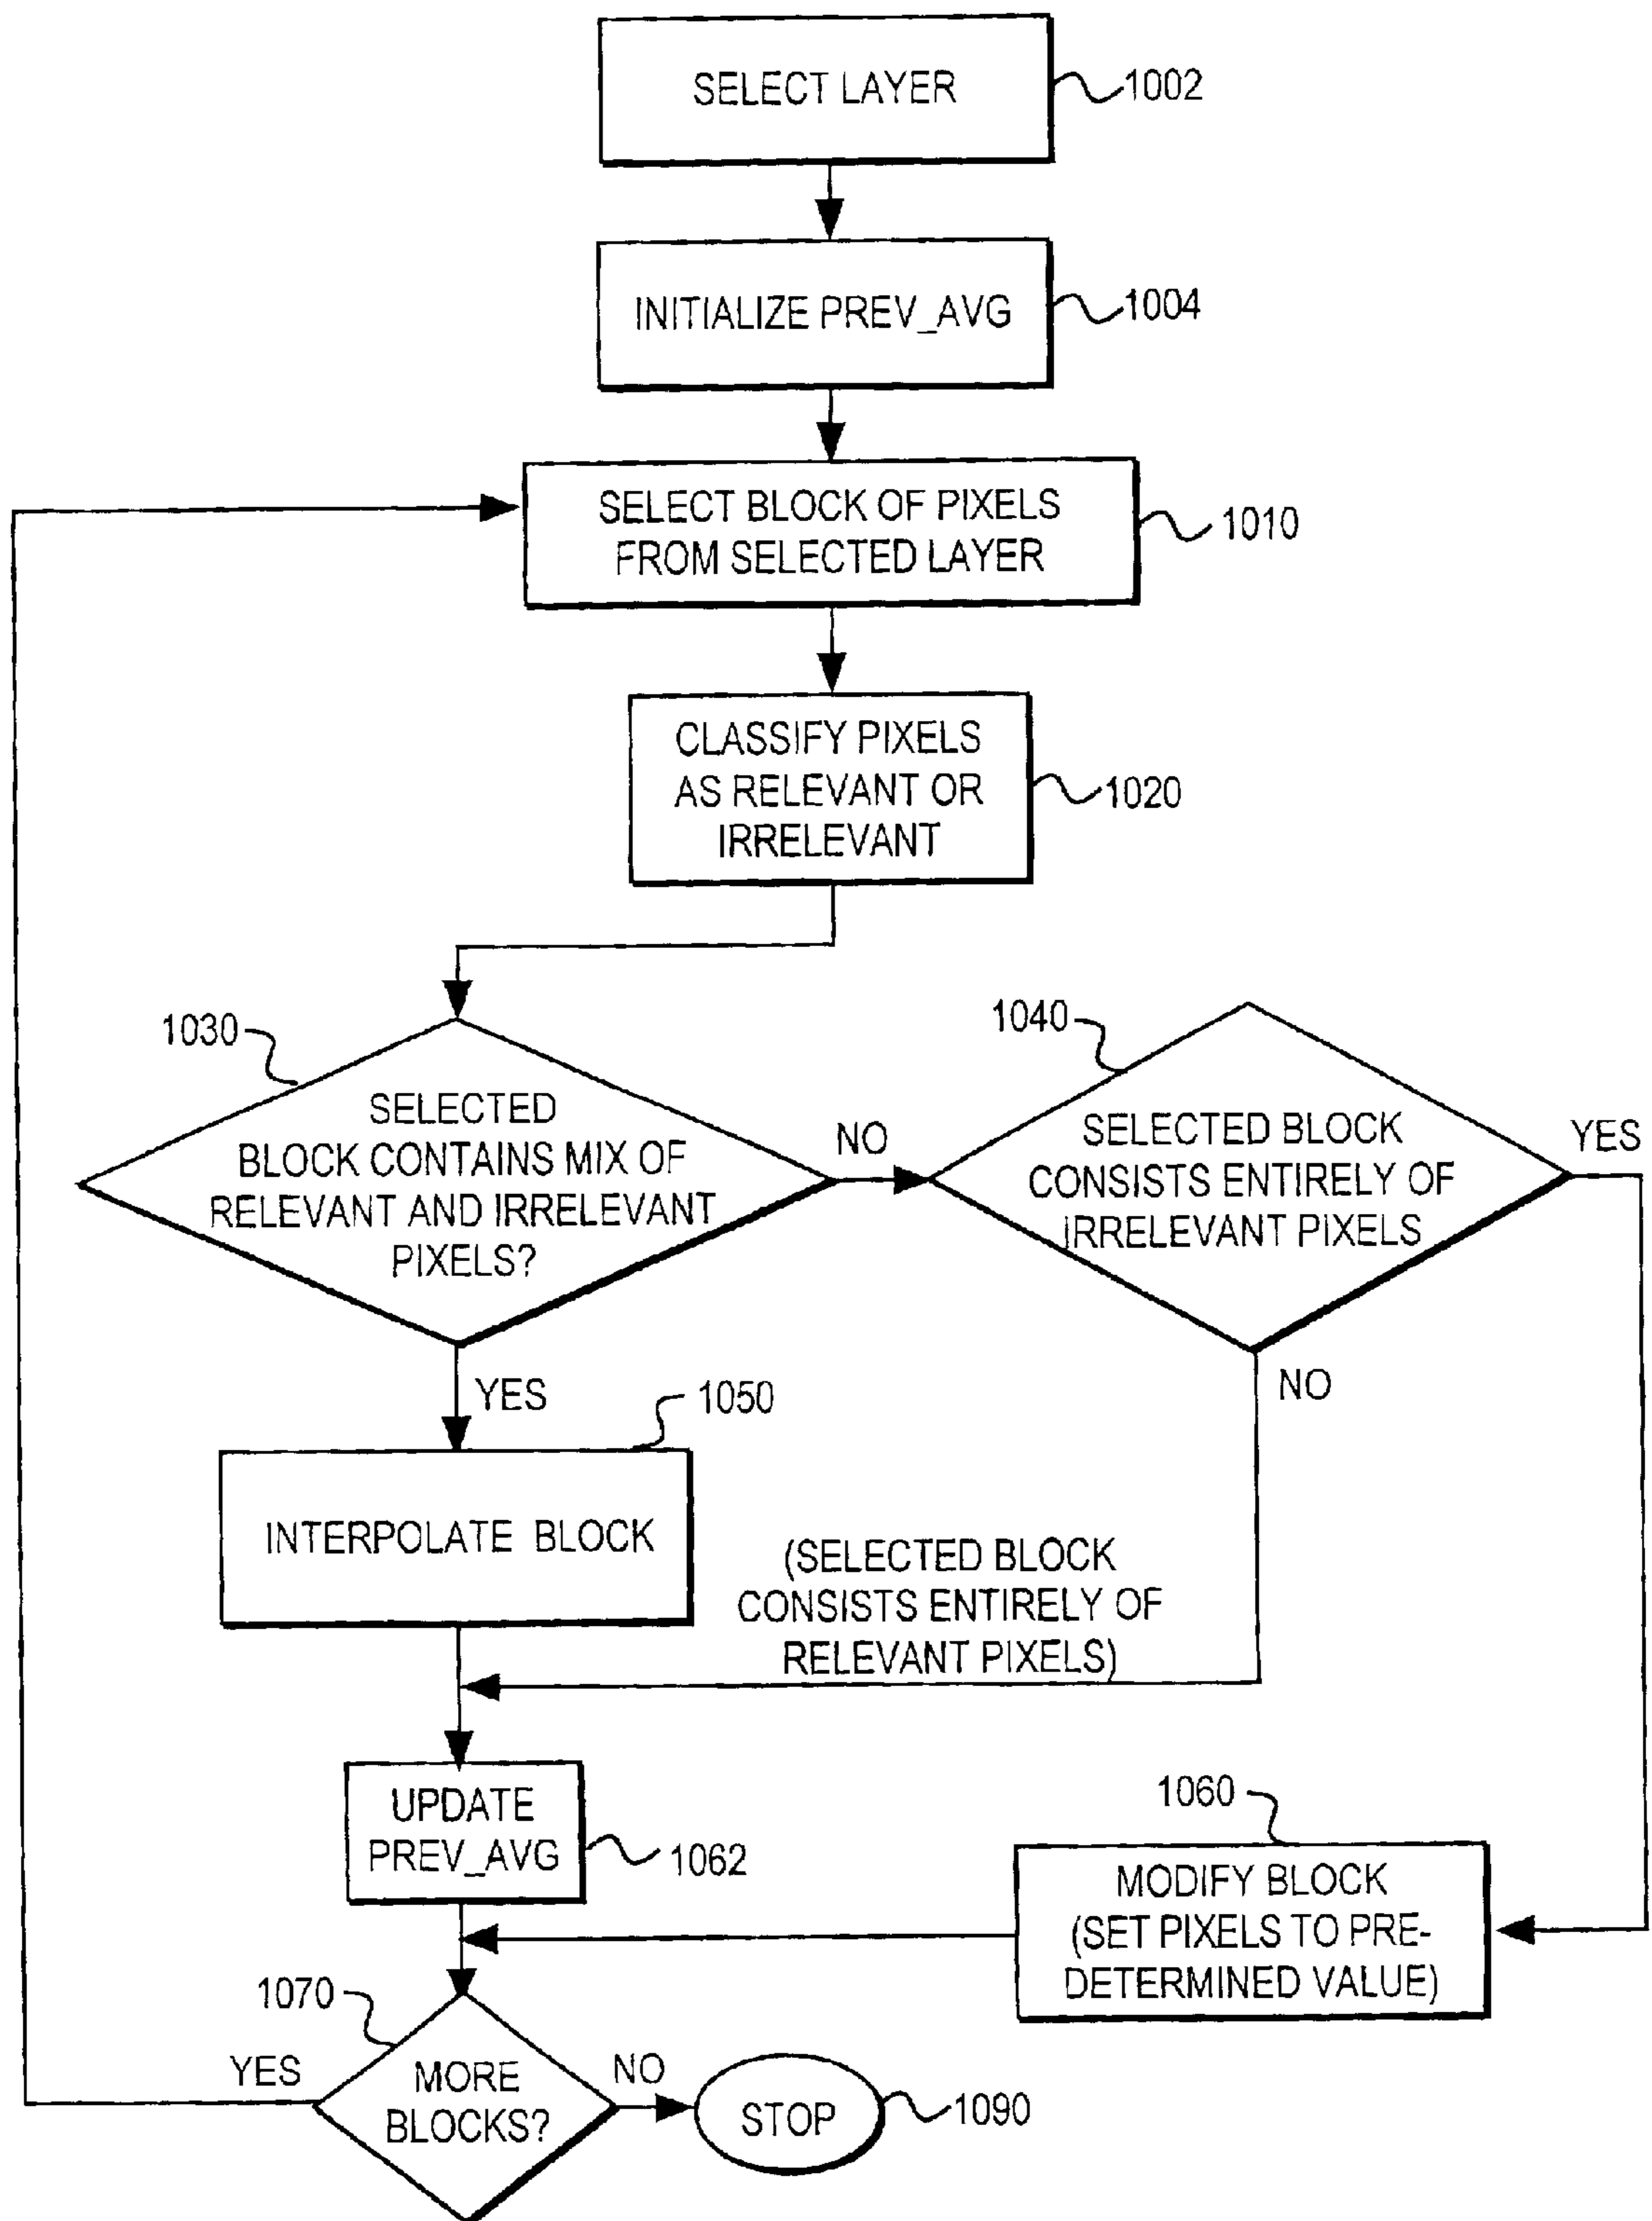 SELECT LAYER
1002
INITIALIZE PREV_AVG
1004
SELECT BLOCK OF PIXELS
FROM SELECTED LAYER
1010
CLASSIFY PIXELS
AS RELEVANT OR
IRRELEVANT
1020
1030
SELECTED
BLOCK CONTAINS MIX OF
RELEVANT AND IRRELEVANT
PIXELS?
NO
1040
SELECTED BLOCK
CONSISTS ENTIRELY OF
IRRELEVANT PIXELS
YES
YES
NO
1050
INTERPOLATE BLOCK
(SELECTED BLOCK
CONSISTS ENTIRELY OF
RELEVANT PIXELS)
UPDATE
PREV_AVG
1062
1060
MODIFY BLOCK
(SET PIXELS TO PRE-
DETERMINED VALUE)
1070
YES
MORE
BLOCKS?
NO
STOP
1090